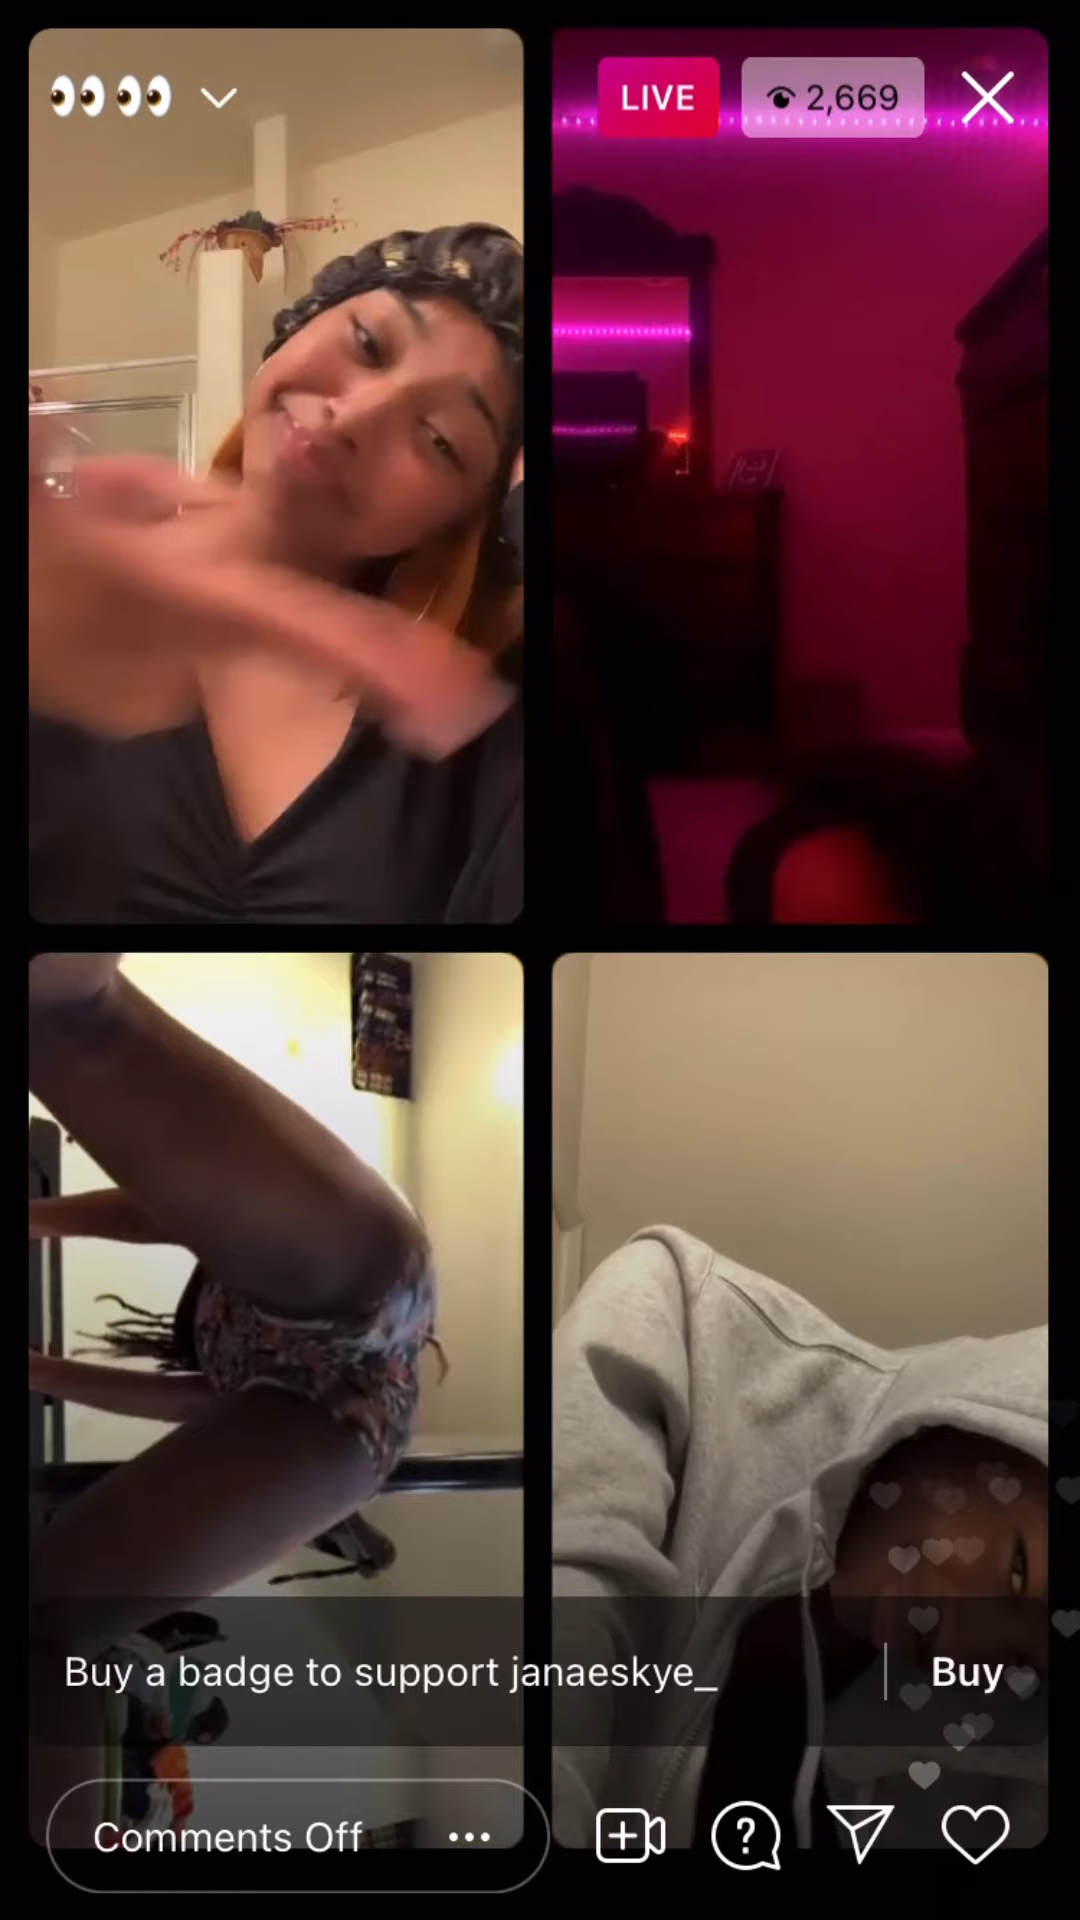 👀👀
LIVE
2,669
Buy a badge to support janaeskye_
Buy
Comments Off